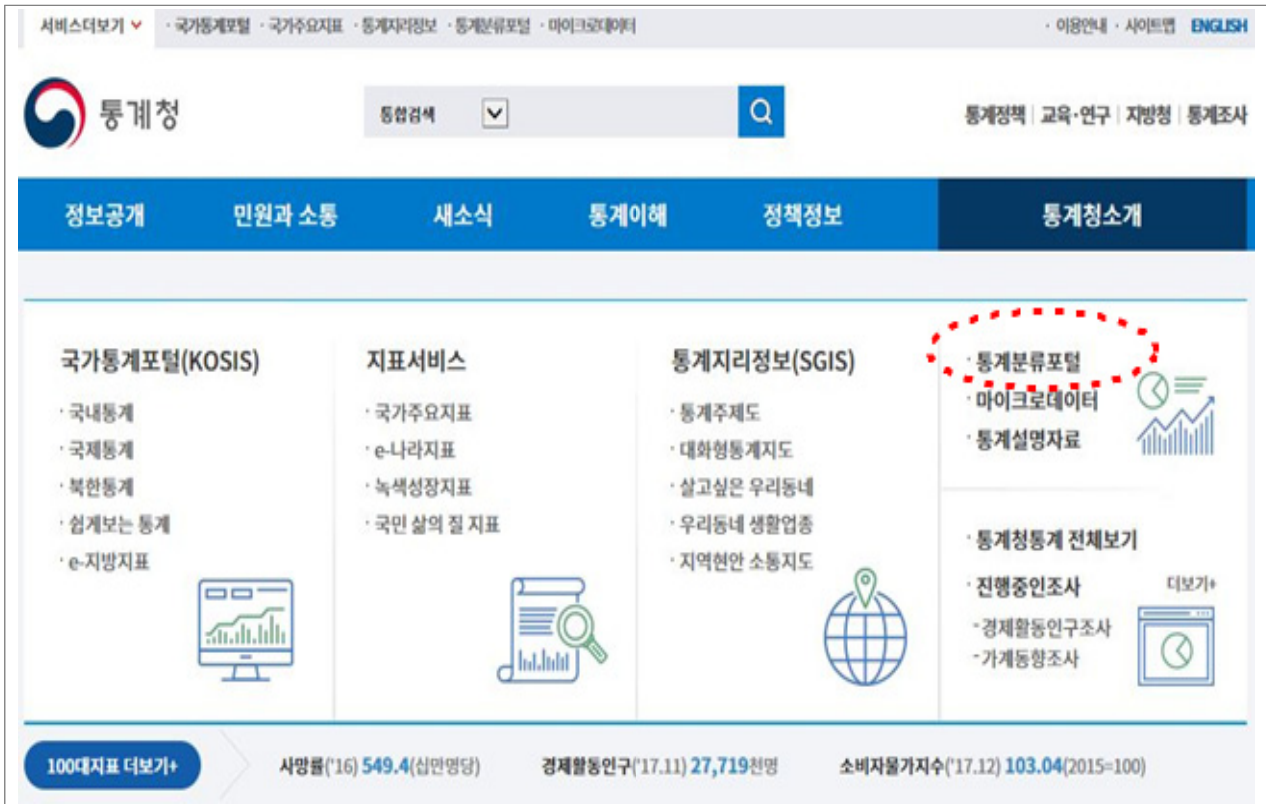 서비스더보기 · 국가통계포털 · 국가주요지표 · 통계지리정보 · 통계분류포털 · 마이크로데이터 · 이용안내 · 사이트맵 ENGLISH
통계청 통합검색 통계정책 | 교육·연구 | 지방청 | 통계조사
정보공개 민원과 소통 새소식 통계이해 정책정보 통계청소개
국가통계포털(KOSIS)
· 국내통계
· 국제통계
· 북한통계
· 쉽게보는 통계
· e-지방지표
지표서비스
· 국가주요지표
· e-나라지표
· 녹색성장지표
· 국민 삶의 질 지표
통계지리정보(SGIS)
· 통계주제도
· 대화형통계지도
· 살고싶은 우리동네
· 우리동네 생활업종
· 지역현안 소통지도
· 통계분류포털
· 마이크로데이터
· 통계설명자료
· 통계청통계 전체보기
· 진행중인조사 더보기+
- 경제활동인구조사
- 가계동향조사
100대지표 더보기+ 사망률('16) 549.4(십만명당) 경제활동인구('17.11) 27,719천명 소비자물가지수('17.12) 103.04(2015=100)